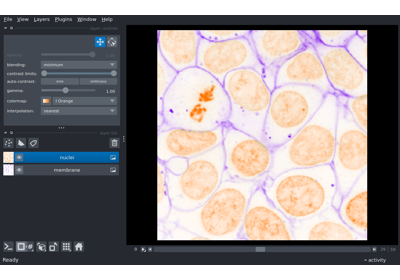 File View Layers Plugins Window Help
blending: minimum
contrast limits:
auto-contrast: once continuous
gamma: 1.00
colormap: I Orange
interpolation: nearest
nuclei
membrane
Ready
activity